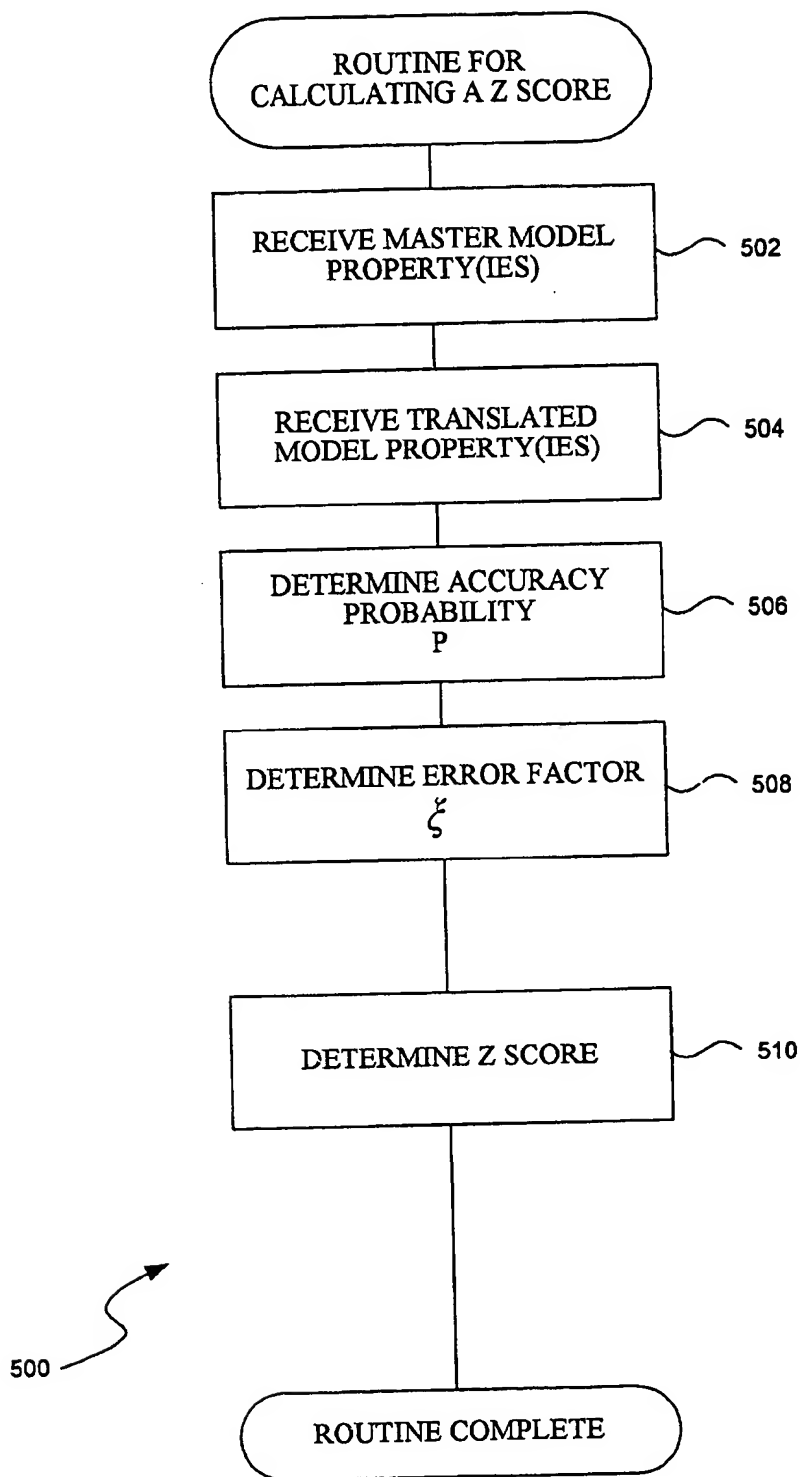 ROUTINE FOR
CALCULATING A Z SCORE
RECEIVE MASTER MODEL
PROPERTY(IES)
502
RECEIVE TRANSLATED
MODEL PROPERTY(IES)
504
DETERMINE ACCURACY
PROBABILITY
P
506
DETERMINE ERROR FACTOR
ξ
508
DETERMINE Z SCORE
510
500
ROUTINE COMPLETE